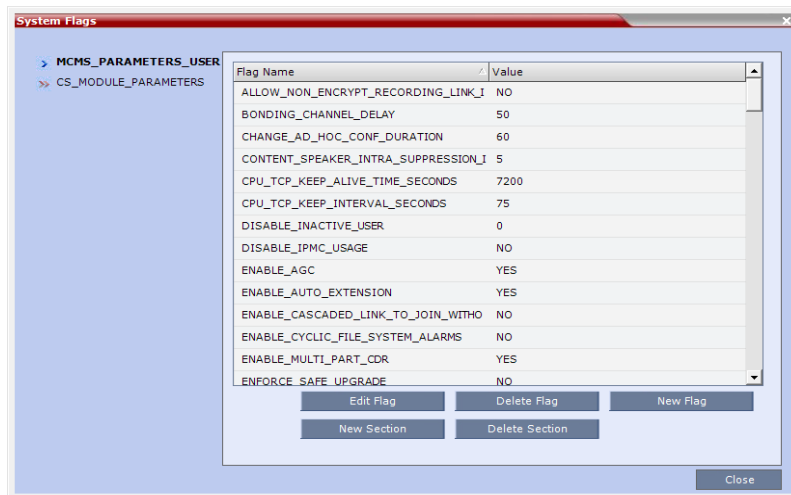 System Flags
MCMS_PARAMETERS_USER
CS_MODULE_PARAMETERS
Flag Name Value
ALLOW_NON_ENCRYPT_RECORDING_LINK_I NO
BONDING_CHANNEL_DELAY 50
CHANGE_AD_HOC_CONF_DURATION 60
CONTENT_SPEAKER_INTRA_SUPPRESSION_I 5
CPU_TCP_KEEP_ALIVE_TIME_SECONDS 7200
CPU_TCP_KEEP_INTERVAL_SECONDS 75
DISABLE_INACTIVE_USER 0
DISABLE_IPMC_USAGE NO
ENABLE_AGC YES
ENABLE_AUTO_EXTENSION YES
ENABLE_CASCADED_LINK_TO_JOIN_WITHO NO
ENABLE_CYCLIC_FILE_SYSTEM_ALARMS NO
ENABLE_MULTI_PART_CDR YES
ENFORCE_SAFE_UPGRADE NO
Edit Flag Delete Flag New Flag
New Section Delete Section
Close